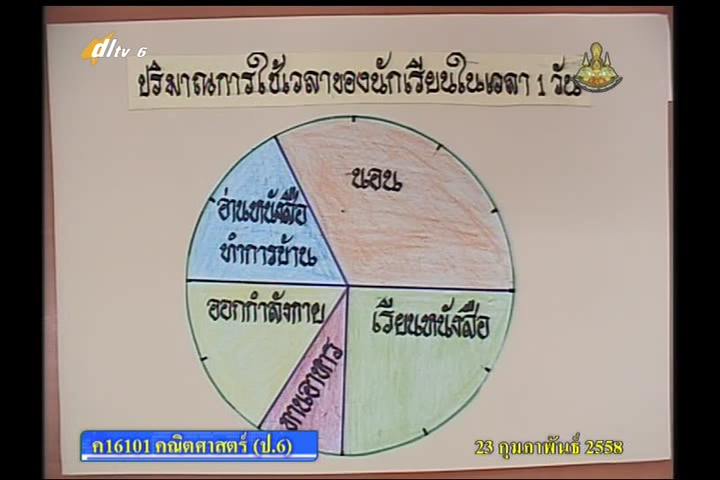 dltv 6
ปริมาณการใช้เวลาของนักเรียนในเวลา 1 วัน
นอน
อ่านหนังสือ
ทำการบ้าน
ออกกำลังกาย
เรียนหนังสือ
ทานอาหาร
ค16101 คณิตศาสตร์ (ป.6)
23 กุมภาพันธ์ 2558